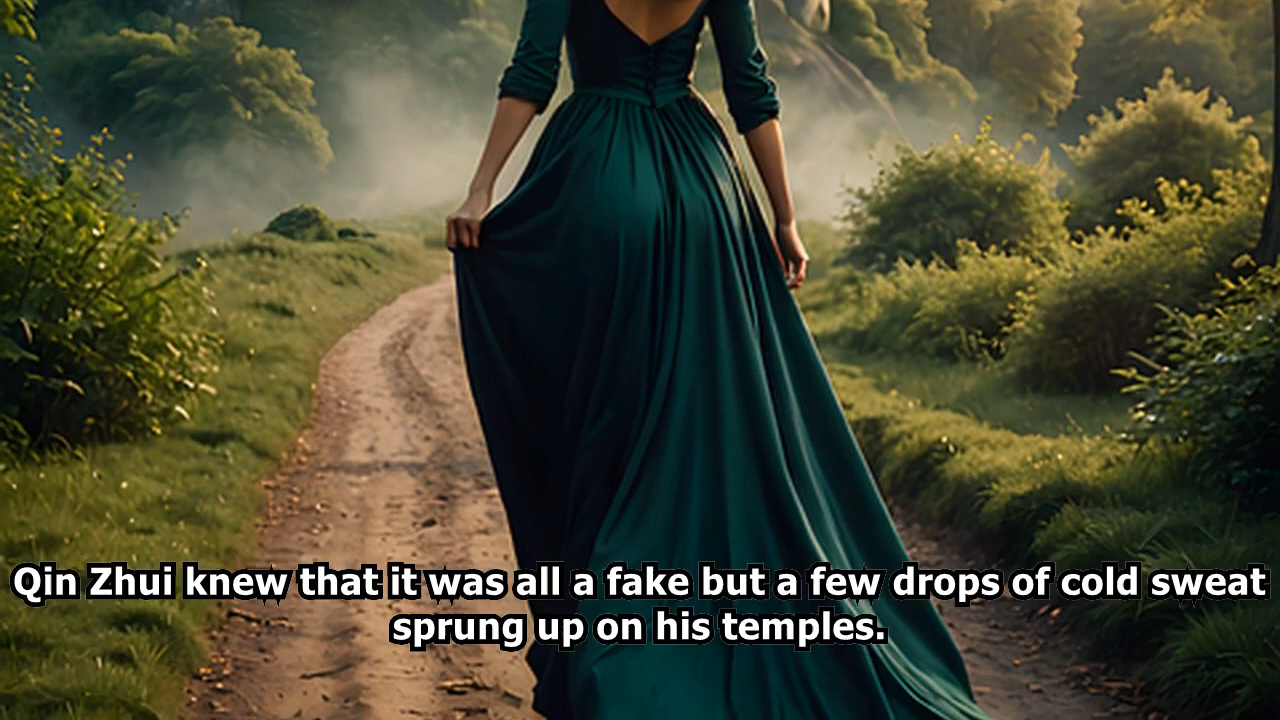 Qin Zhui knew that it was all a fake but a few drops of cold sweat
sprung up on his temples.